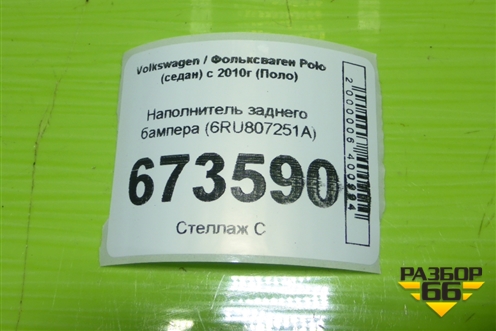 Volkswagen / Фольксваген Polo
(седан) с 2010г (Поло)
Наполнитель заднего
бампера (6RU807251A)
673590
Стеллаж С
РАЗБОР
66